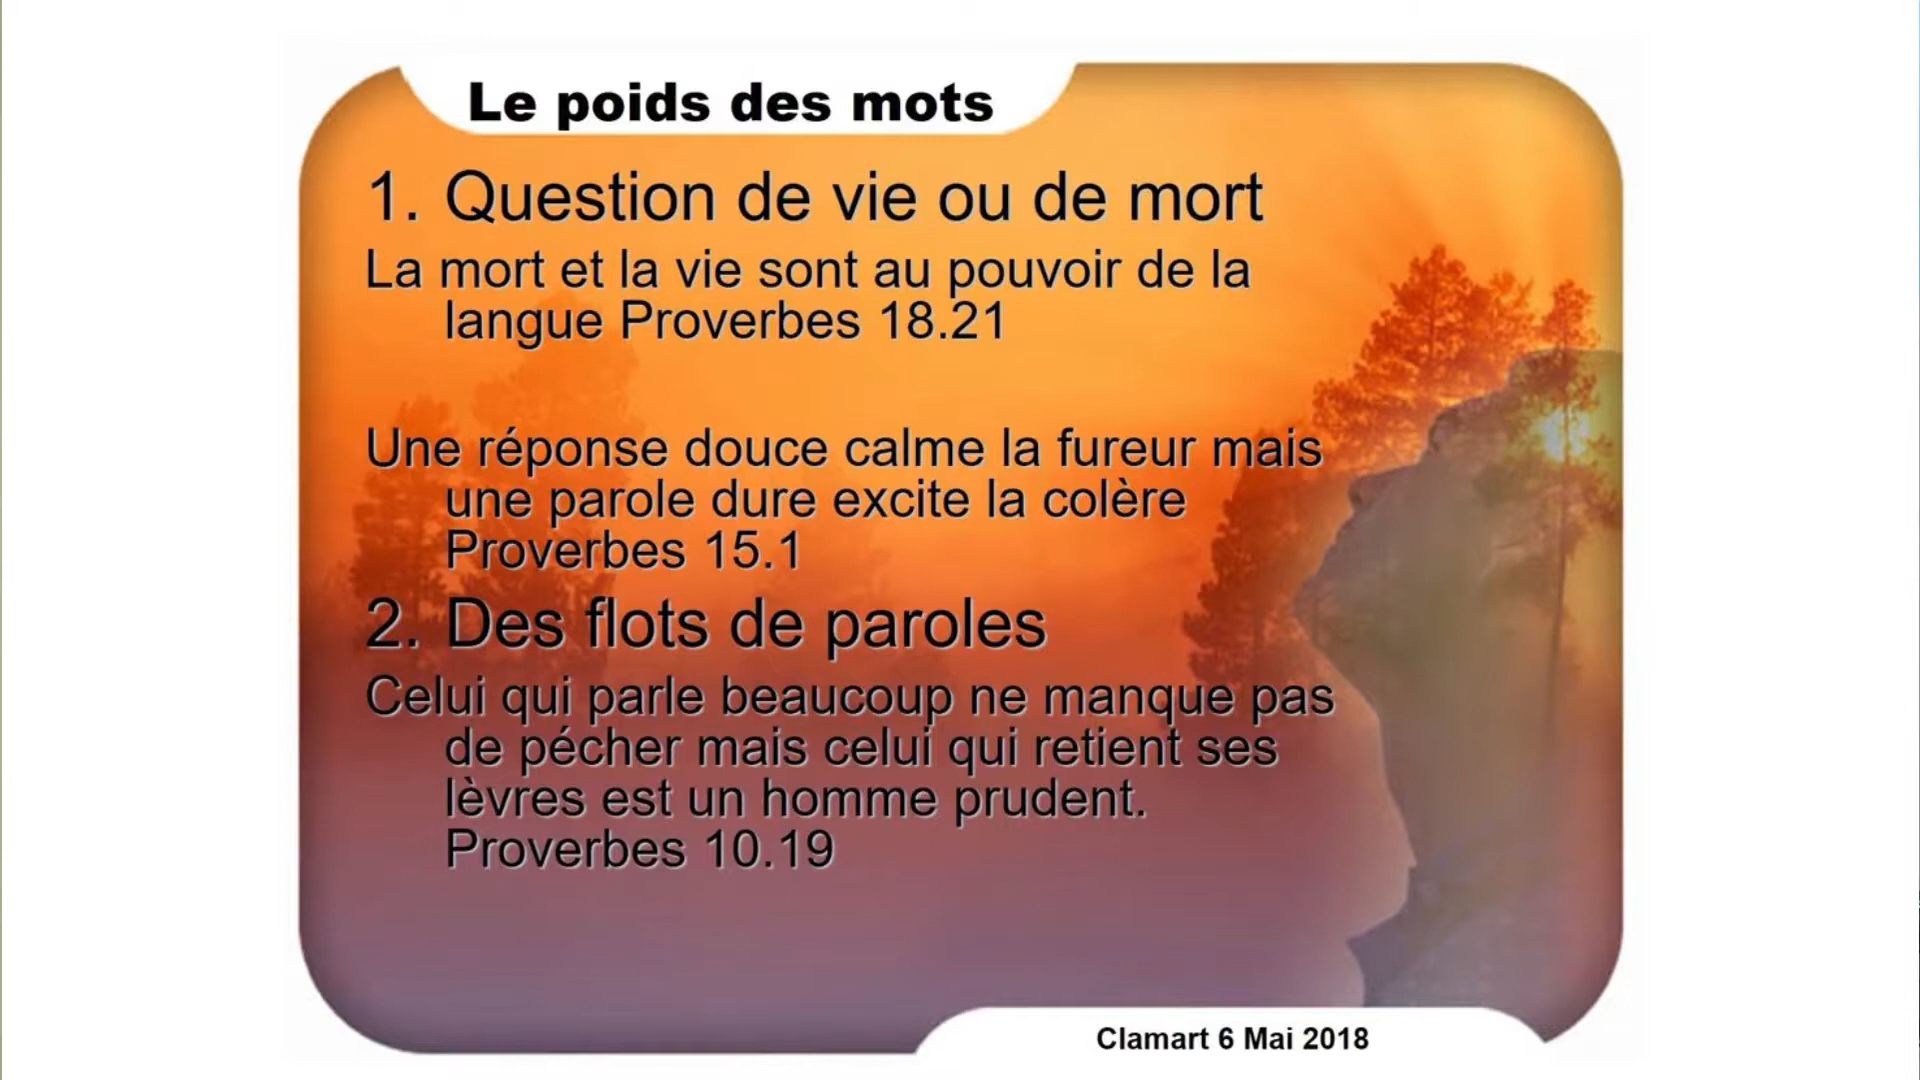 Le poids des mots
1. Question de vie ou de mort
La mort et la vie sont au pouvoir de la
langue Proverbes 18.21
Une réponse douce calme la fureur mais
une parole dure excite la colère
Proverbes 15.1
2. Des flots de paroles
Celui qui parle beaucoup ne manque pas
de pécher mais celui qui retient ses
lèvres est un homme prudent.
Proverbes 10.19
Clamart 6 Mai 2018